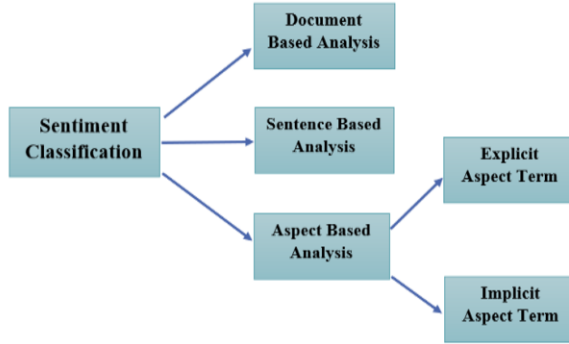 Document
Based Analysis
Sentiment
Classification
Sentence Based
Analysis
Explicit
Aspect Term
Aspect Based
Analysis
Implicit
Aspect Term